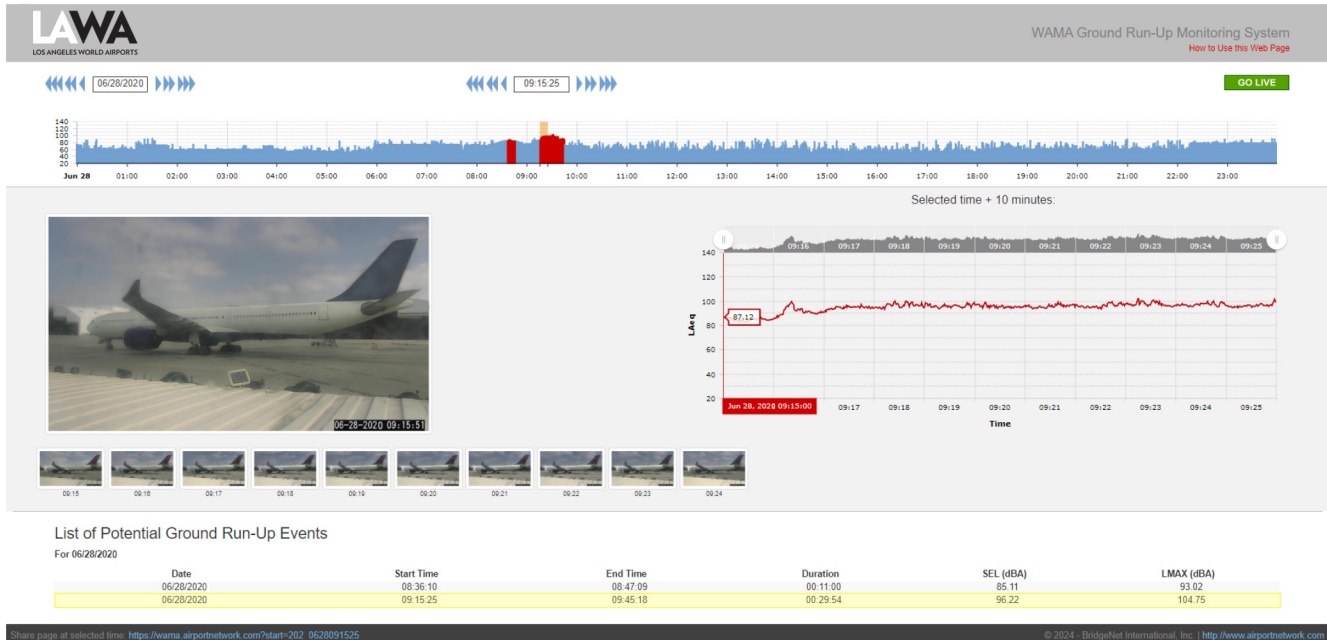 LAWA
LOS ANGELES WORLD AIRPORTS
WAMA Ground Run-Up Monitoring System
How to Use this Web Page
06/28/2020
09:15:25
GO LIVE
140
120
100
80
60
40
20
Jun 28 01:00 02:00 03:00 04:00 05:00 06:00 07:00 08:00 09:00 10:00 11:00 12:00 13:00 14:00 15:00 16:00 17:00 18:00 19:00 20:00 21:00 22:00 23:00
Selected time + 10 minutes:
09:16 09:17 09:18 09:19 09:20 09:21 09:22 09:23 09:24 09:25
140
120
100
80
60
40
20
LAeq
87.12
Jun 28, 2020 09:15:00 09:17 09:18 09:19 09:20 09:21 09:22 09:23 09:24 09:25
Time
06-28-2020 09:15:51
09:15 09:16 09:17 09:18 09:19 09:20 09:21 09:22 09:23 09:24
List of Potential Ground Run-Up Events
For 06/28/2020
Date Start Time End Time Duration SEL (dBA) LMAX (dBA)
06/28/2020 08:36:10 08:47:09 00:11:00 85.11 93.02
06/28/2020 09:15:25 09:45:18 00:29:54 96.22 104.75
Share page at selected time: https://wama.airportnetwork.com?start=202_0628091525
© 2024 - BridgeNet International, Inc. | http://www.airportnetwork.com